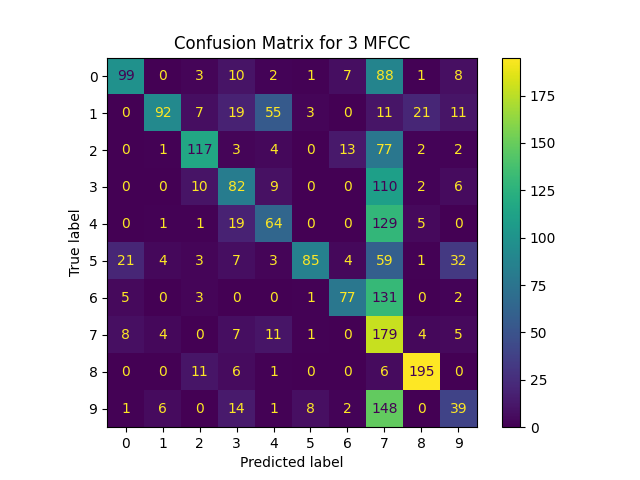 Confusion Matrix for 3 MFCC
0 99 0 3 10 2 1 7 88 1 8
1 0 92 7 19 55 3 0 11 21 11
2 0 1 117 3 4 0 13 77 2 2
3 0 0 10 82 9 0 0 110 2 6
4 0 1 1 19 64 0 0 129 5 0
5 21 4 3 7 3 85 4 59 1 32
6 5 0 3 0 0 1 77 131 0 2
7 8 4 0 7 11 1 0 179 4 5
8 0 0 11 6 1 0 0 6 195 0
9 1 6 0 14 1 8 2 148 0 39
0 1 2 3 4 5 6 7 8 9
Predicted label
True label
175
150
125
100
75
50
25
0